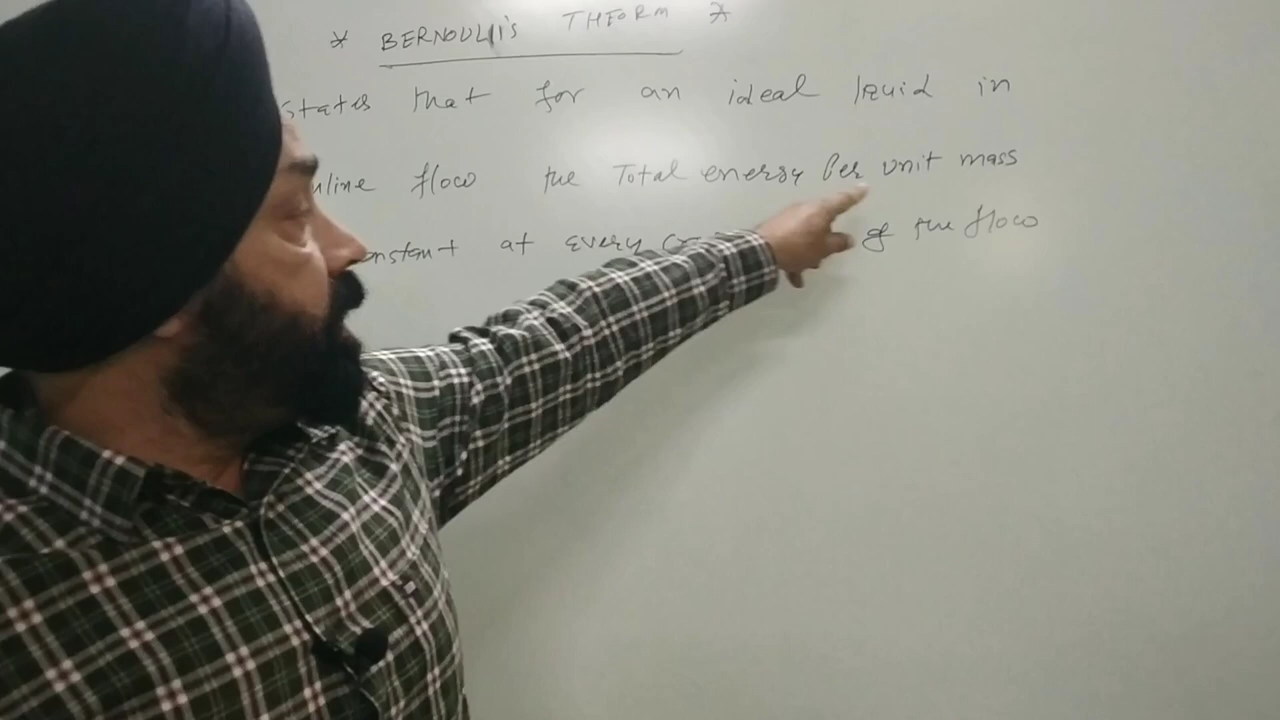 * BERNOULLI'S THEORM *
states that for an ideal liquid in
nline flow the Total energy Per unit mass
onstant at every of the flow